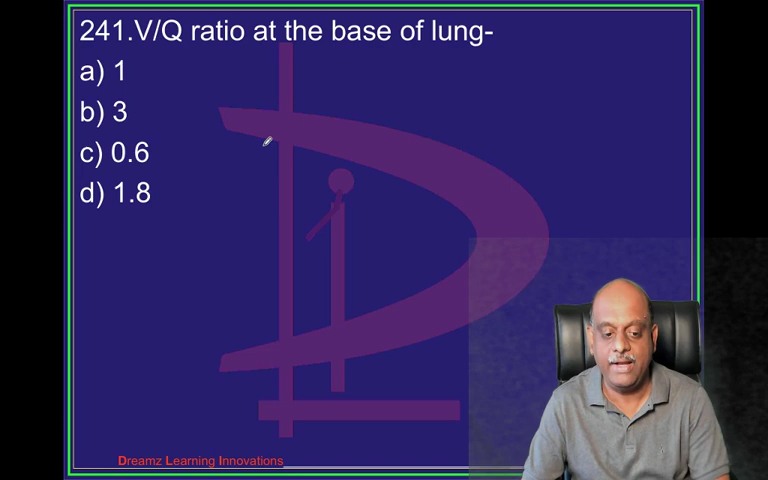 241.V/Q ratio at the base of lung-
a) 1
b) 3
c) 0.6
d) 1.8
Dreamz Learning Innovations